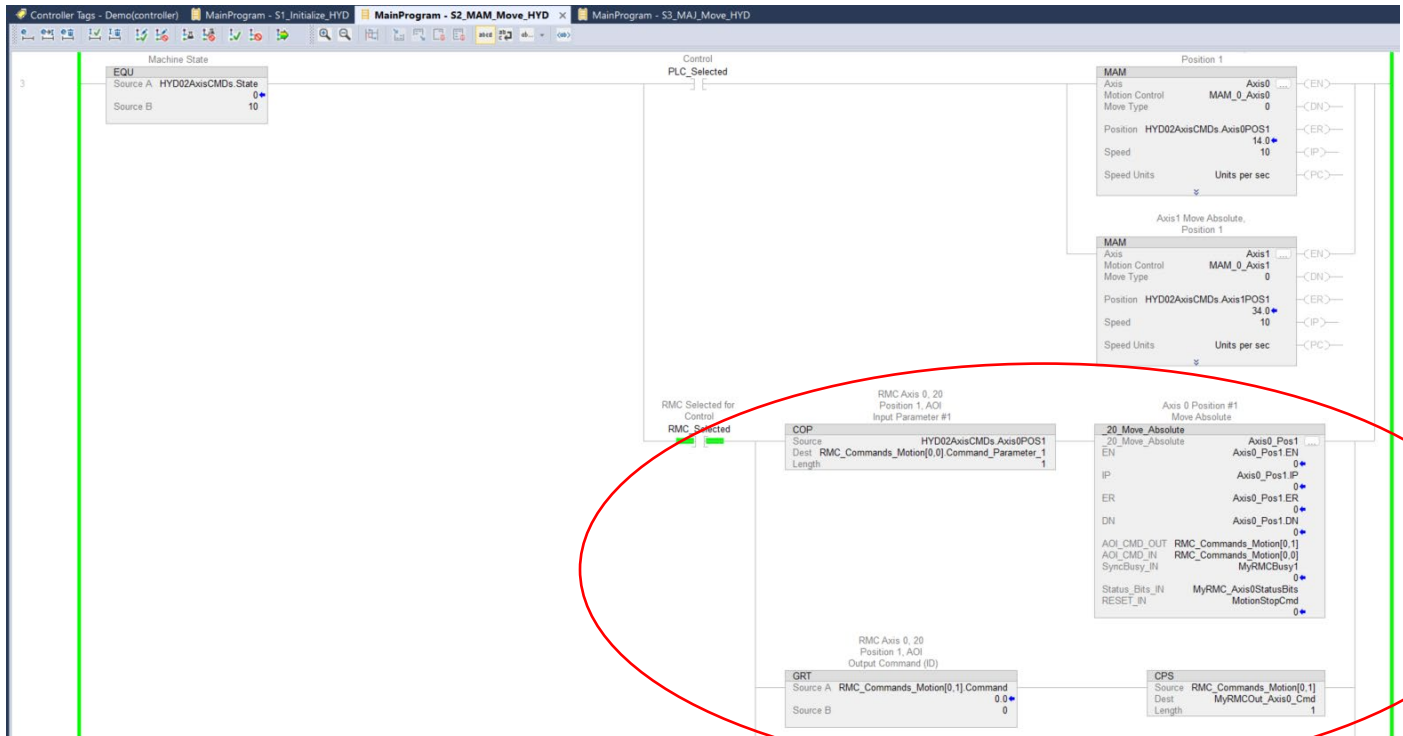 Controller Tags - Demo(controller) MainProgram - S1_Initialize_HYD MainProgram - S2_MAM_Move_HYD × MainProgram - S3_MAJ_Move_HYD
3
Machine State
EQU
Source A HYD02AxisCMDs.State
0
Source B 10
Control
PLC_Selected
Position 1
MAM
Axis Axis0 ... (EN)
Motion Control MAM_0_Axis0
Move Type 0 (DN)
Position HYD02AxisCMDs.Axis0POS1 (ER)
14.0
Speed 10 (IP)
Speed Units Units per sec (PC)
Axis1 Move Absolute,
Position 1
MAM
Axis Axis1 ... (EN)
Motion Control MAM_0_Axis1
Move Type 0 (DN)
Position HYD02AxisCMDs.Axis1POS1 (ER)
34.0
Speed 10 (IP)
Speed Units Units per sec (PC)
RMC Selected for
Control
RMC_Selected
RMC Axis 0, 20
Position 1, AOI
Input Parameter #1
COP
Source HYD02AxisCMDs.Axis0POS1
Dest RMC_Commands_Motion[0,0].Command_Parameter_1
Length 1
Axis 0 Position #1
Move Absolute
_20_Move_Absolute
_20_Move_Absolute Axis0_Pos1 ...
EN Axis0_Pos1.EN
0
IP Axis0_Pos1.IP
0
ER Axis0_Pos1.ER
0
DN Axis0_Pos1.DN
0
AOI_CMD_OUT RMC_Commands_Motion[0,1]
AOI_CMD_IN RMC_Commands_Motion[0,0]
SyncBusy_IN MyRMCBusy1
0
Status_Bits_IN MyRMC_Axis0StatusBits
RESET_IN MotionStopCmd
0
RMC Axis 0, 20
Position 1, AOI
Output Command (ID)
GRT
Source A RMC_Commands_Motion[0,1].Command
0.0
Source B 0
CPS
Source RMC_Commands_Motion[0,1]
Dest MyRMCOut_Axis0_Cmd
Length 1